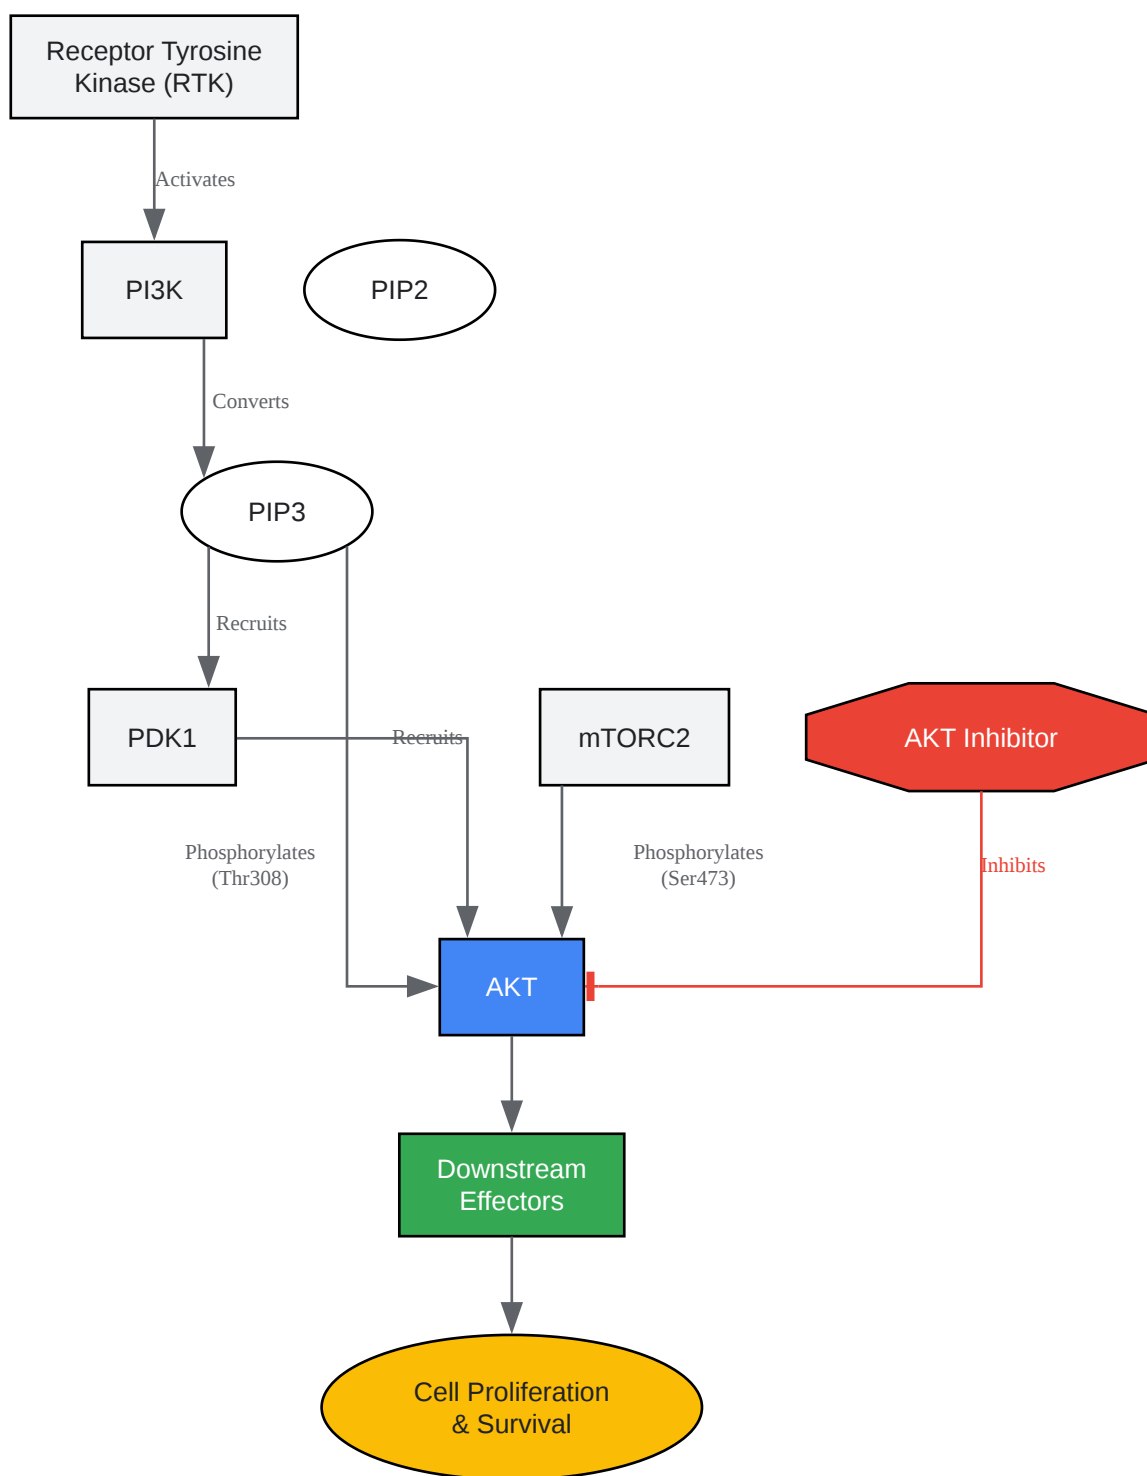 Receptor Tyrosine
Kinase (RTK)
Activates
PI3K
PIP2
Converts
PIP3
Recruits
PDK1
Recruits
mTORC2
AKT Inhibitor
Phosphorylates
(Thr308)
Phosphorylates
(Ser473)
Inhibits
AKT
Downstream
Effectors
Cell Proliferation
& Survival